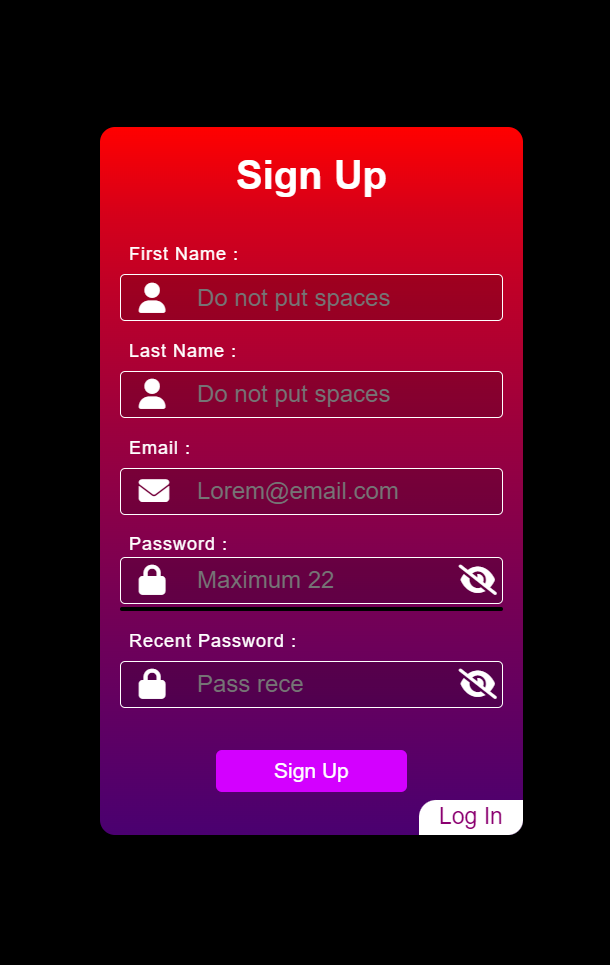 Sign Up
First Name :
Do not put spaces
Last Name :
Do not put spaces
Email :
Lorem@email.com
Password :
Maximum 22
Recent Password :
Pass rece
Sign Up
Log In